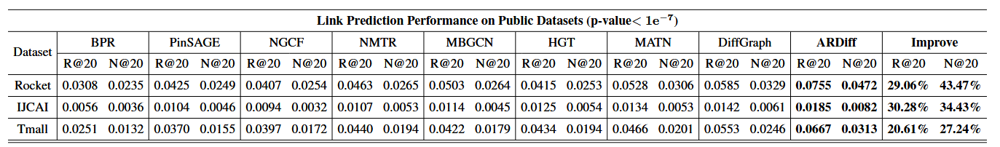 Link Prediction Performance on Public Datasets (p-value< 1e−7)
Dataset BPR PinSAGE NGCF NMTR MBGCN HGT MATN DiffGraph ARDiff Improve
R@20 N@20 R@20 N@20 R@20 N@20 R@20 N@20 R@20 N@20 R@20 N@20 R@20 N@20 R@20 N@20 R@20 N@20 R@20 N@20
Rocket 0.0308 0.0235 0.0425 0.0249 0.0407 0.0254 0.0463 0.0265 0.0503 0.0264 0.0415 0.0253 0.0528 0.0306 0.0585 0.0329 0.0755 0.0472 29.06% 43.47%
IJCAI 0.0056 0.0036 0.0104 0.0046 0.0094 0.0032 0.0107 0.0053 0.0114 0.0045 0.0125 0.0054 0.0134 0.0053 0.0142 0.0061 0.0185 0.0082 30.28% 34.43%
Tmall 0.0251 0.0132 0.0370 0.0155 0.0397 0.0172 0.0440 0.0194 0.0422 0.0179 0.0434 0.0194 0.0466 0.0201 0.0553 0.0246 0.0667 0.0313 20.61% 27.24%